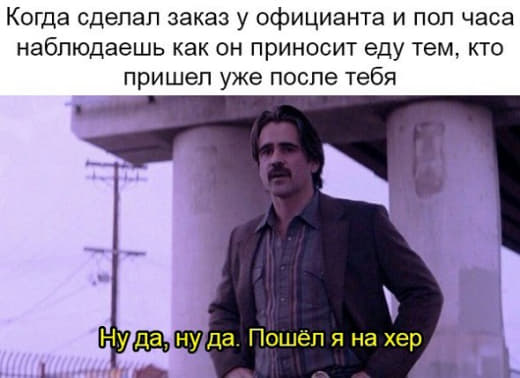 Когда сделал заказ у официанта и пол часа
наблюдаешь как он приносит еду тем, кто
пришел уже после тебя
Ну да, ну да. Пошёл я на хер